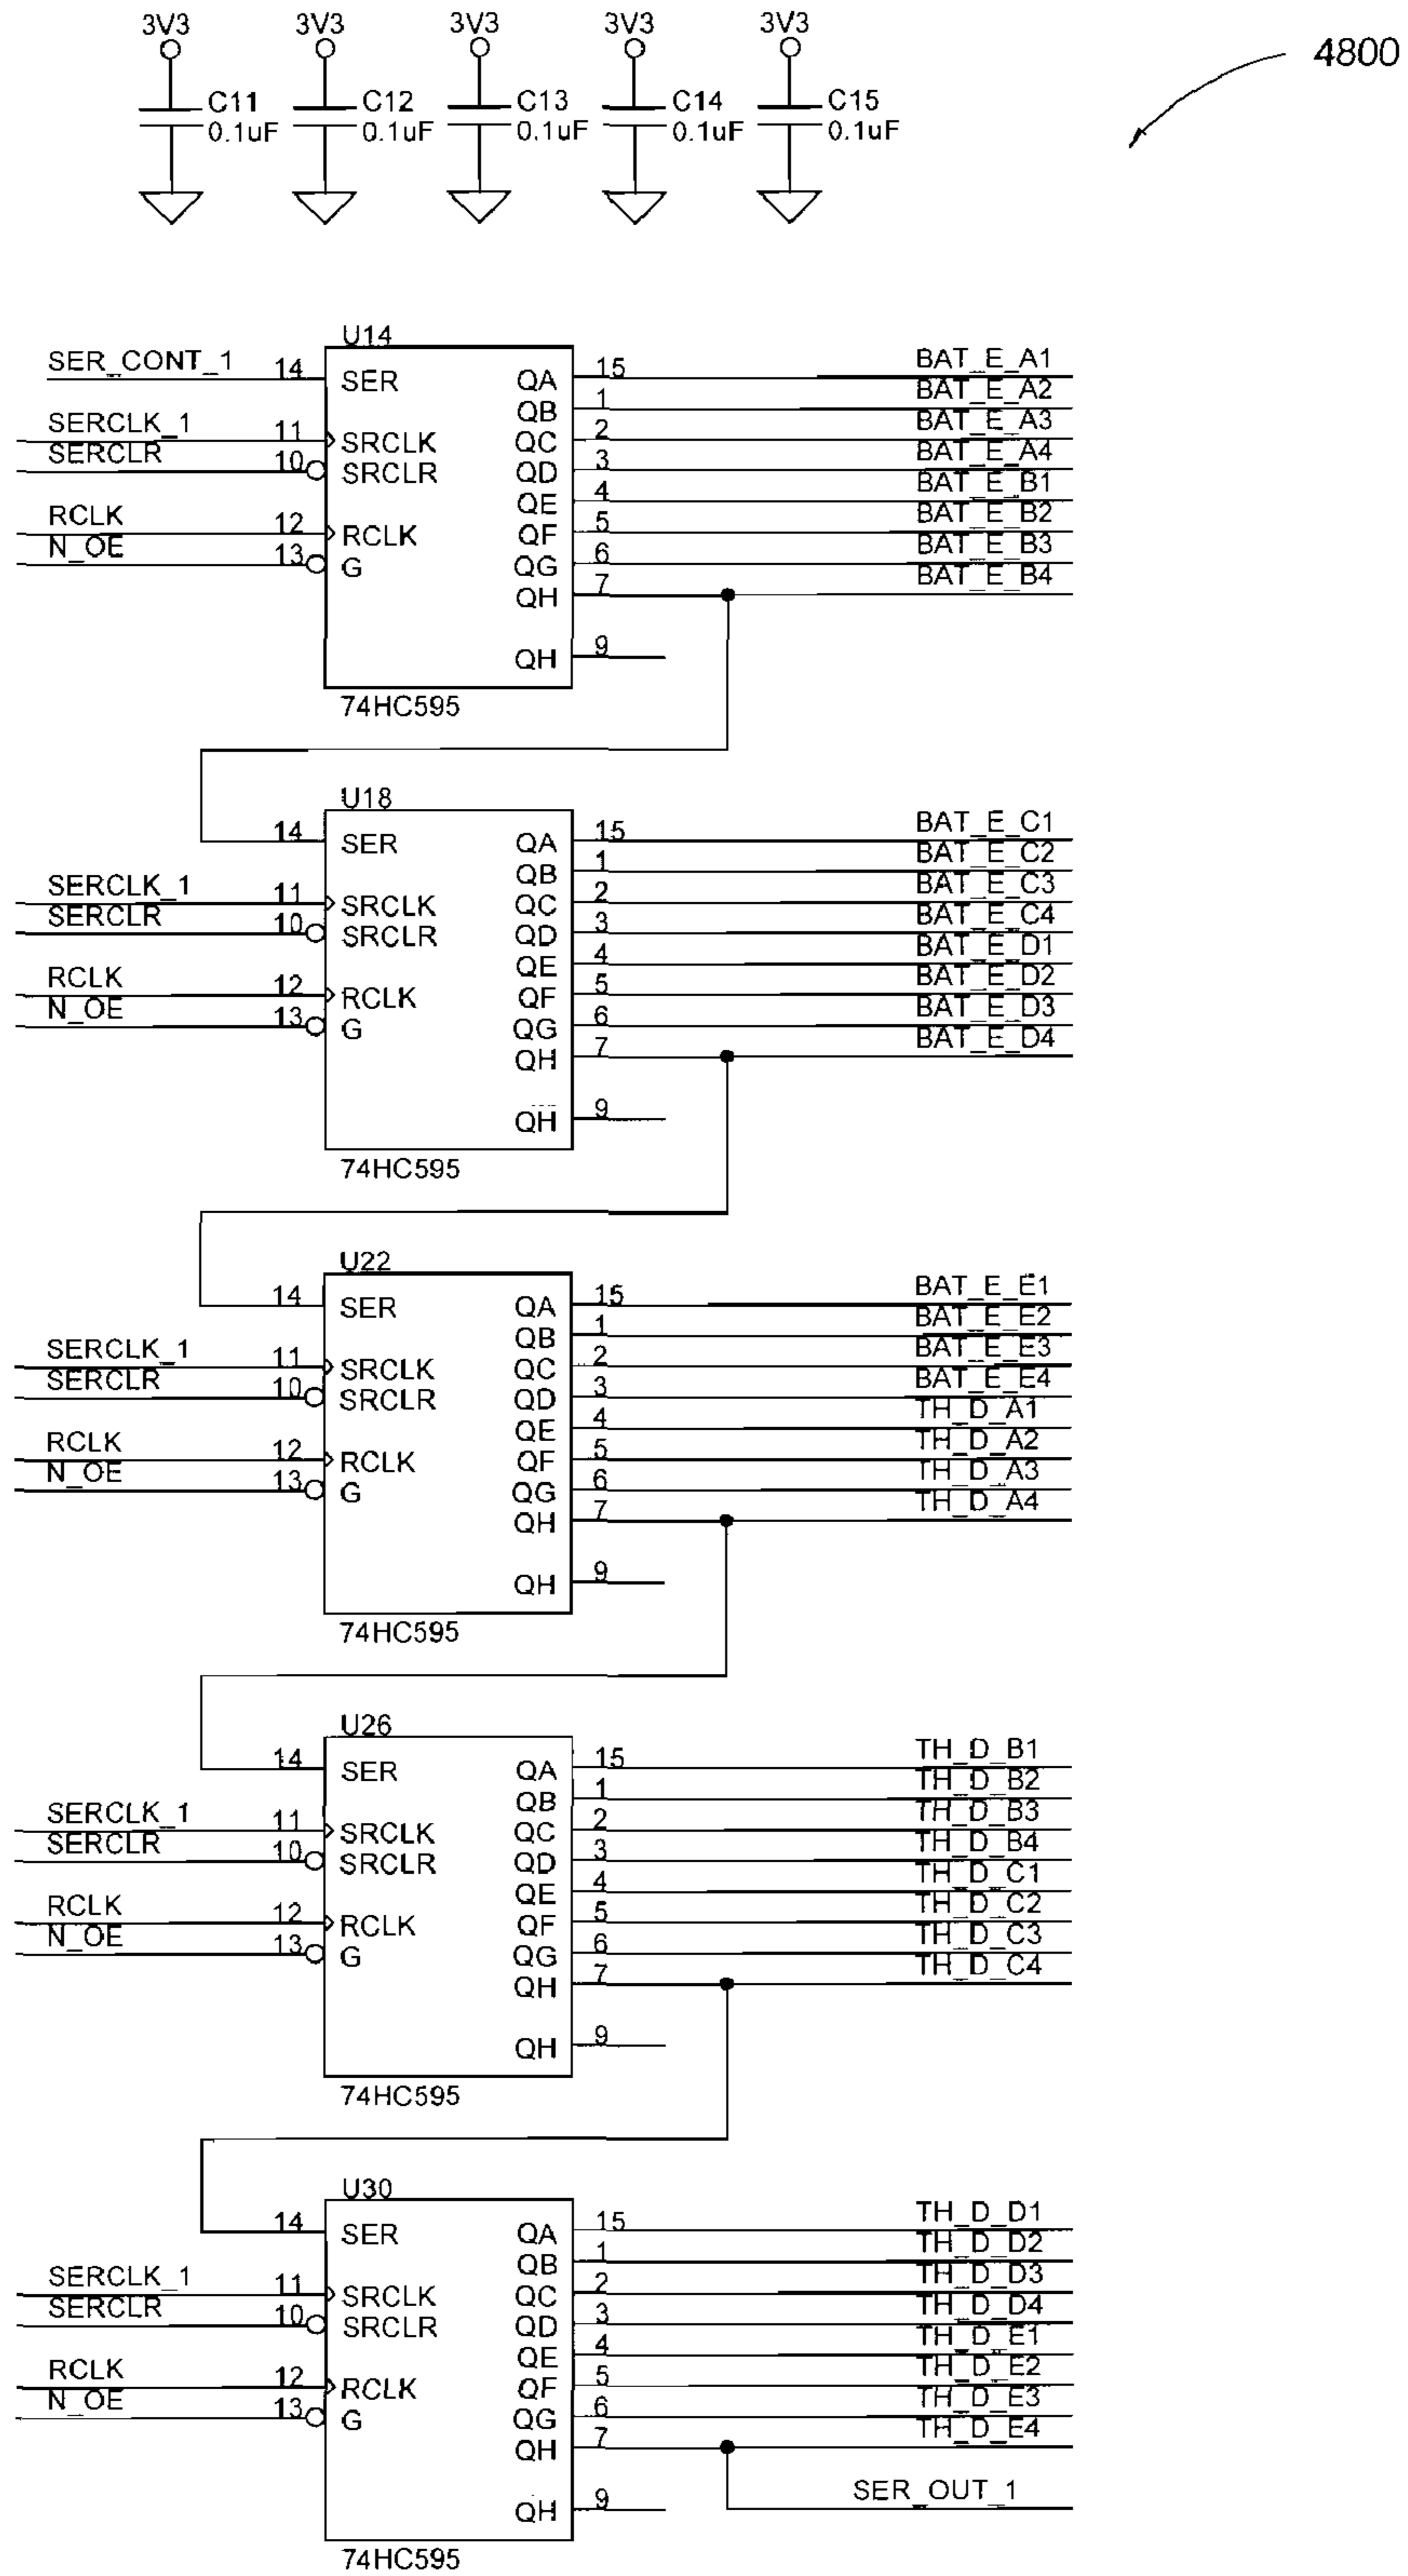 3V3 3V3 3V3 3V3 3V3
4800
C11 C12 C13 C14 C15
0.1uF 0.1uF 0.1uF 0.1uF 0.1uF
U14
SER_CONT_1 14 SER QA 15 BAT_E_A1
QB 1 BAT_E_A2
SERCLK_1 11 SRCLK QC 2 BAT_E_A3
SERCLR 10 SRCLR QD 3 BAT_E_A4
QE 4 BAT_E_B1
RCLK 12 RCLK QF 5 BAT_E_B2
N_OE 13 G QG 6 BAT_E_B3
QH 7 BAT_E_B4
QH 9
74HC595
U18
14 SER QA 15 BAT_E_C1
QB 1 BAT_E_C2
SERCLK_1 11 SRCLK QC 2 BAT_E_C3
SERCLR 10 SRCLR QD 3 BAT_E_C4
QE 4 BAT_E_D1
RCLK 12 RCLK QF 5 BAT_E_D2
N_OE 13 G QG 6 BAT_E_D3
QH 7 BAT_E_D4
QH 9
74HC595
U22
14 SER QA 15 BAT_E_E1
QB 1 BAT_E_E2
SERCLK_1 11 SRCLK QC 2 BAT_E_E3
SERCLR 10 SRCLR QD 3 BAT_E_E4
QE 4 TH_D_A1
RCLK 12 RCLK QF 5 TH_D_A2
N_OE 13 G QG 6 TH_D_A3
QH 7 TH_D_A4
QH 9
74HC595
U26
14 SER QA 15 TH_D_B1
QB 1 TH_D_B2
SERCLK_1 11 SRCLK QC 2 TH_D_B3
SERCLR 10 SRCLR QD 3 TH_D_B4
QE 4 TH_D_C1
RCLK 12 RCLK QF 5 TH_D_C2
N_OE 13 G QG 6 TH_D_C3
QH 7 TH_D_C4
QH 9
74HC595
U30
14 SER QA 15 TH_D_D1
QB 1 TH_D_D2
SERCLK_1 11 SRCLK QC 2 TH_D_D3
SERCLR 10 SRCLR QD 3 TH_D_D4
QE 4 TH_D_E1
RCLK 12 RCLK QF 5 TH_D_E2
N_OE 13 G QG 6 TH_D_E3
QH 7 TH_D_E4
SER_OUT_1
QH 9
74HC595